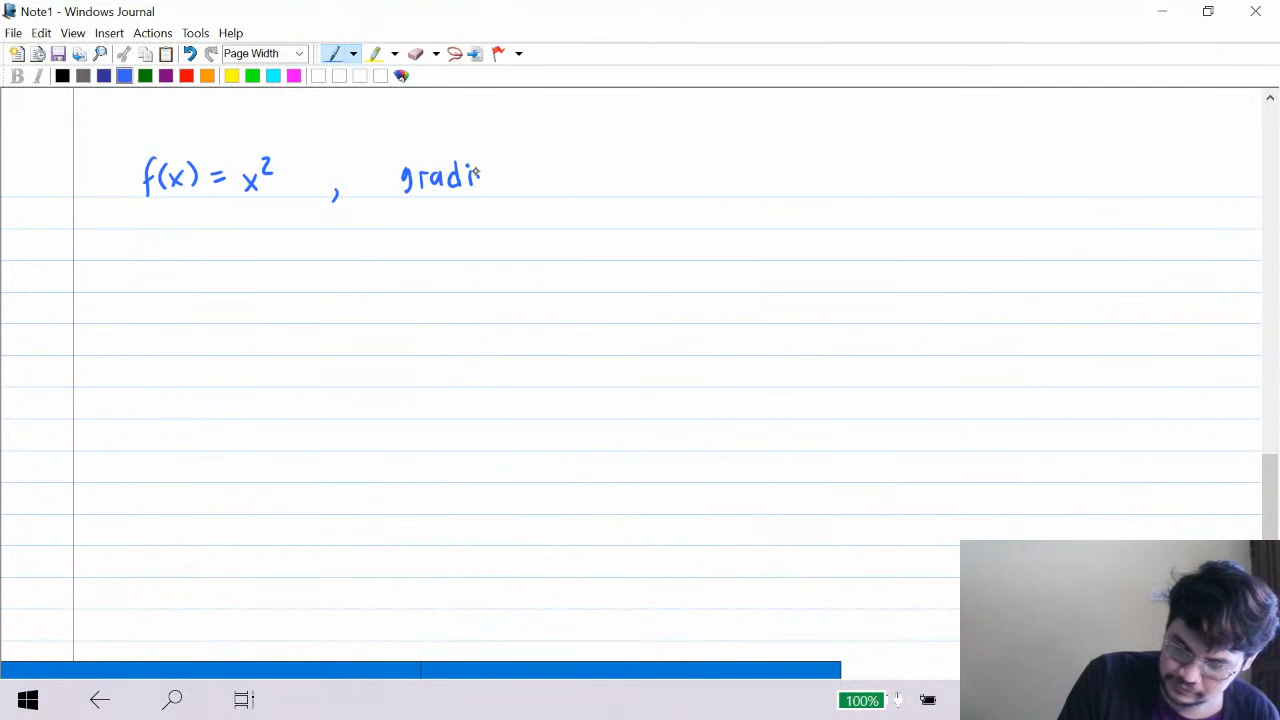 Note1 - Windows Journal
File Edit View Insert Actions Tools Help
Page Width
B I
f(x) = x² , gradi
100%